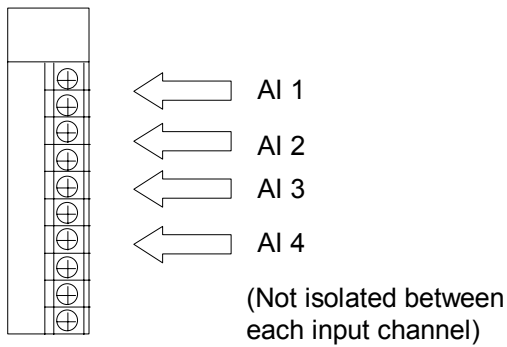 AI 1
AI 2
AI 3
AI 4
(Not isolated between
each input channel)